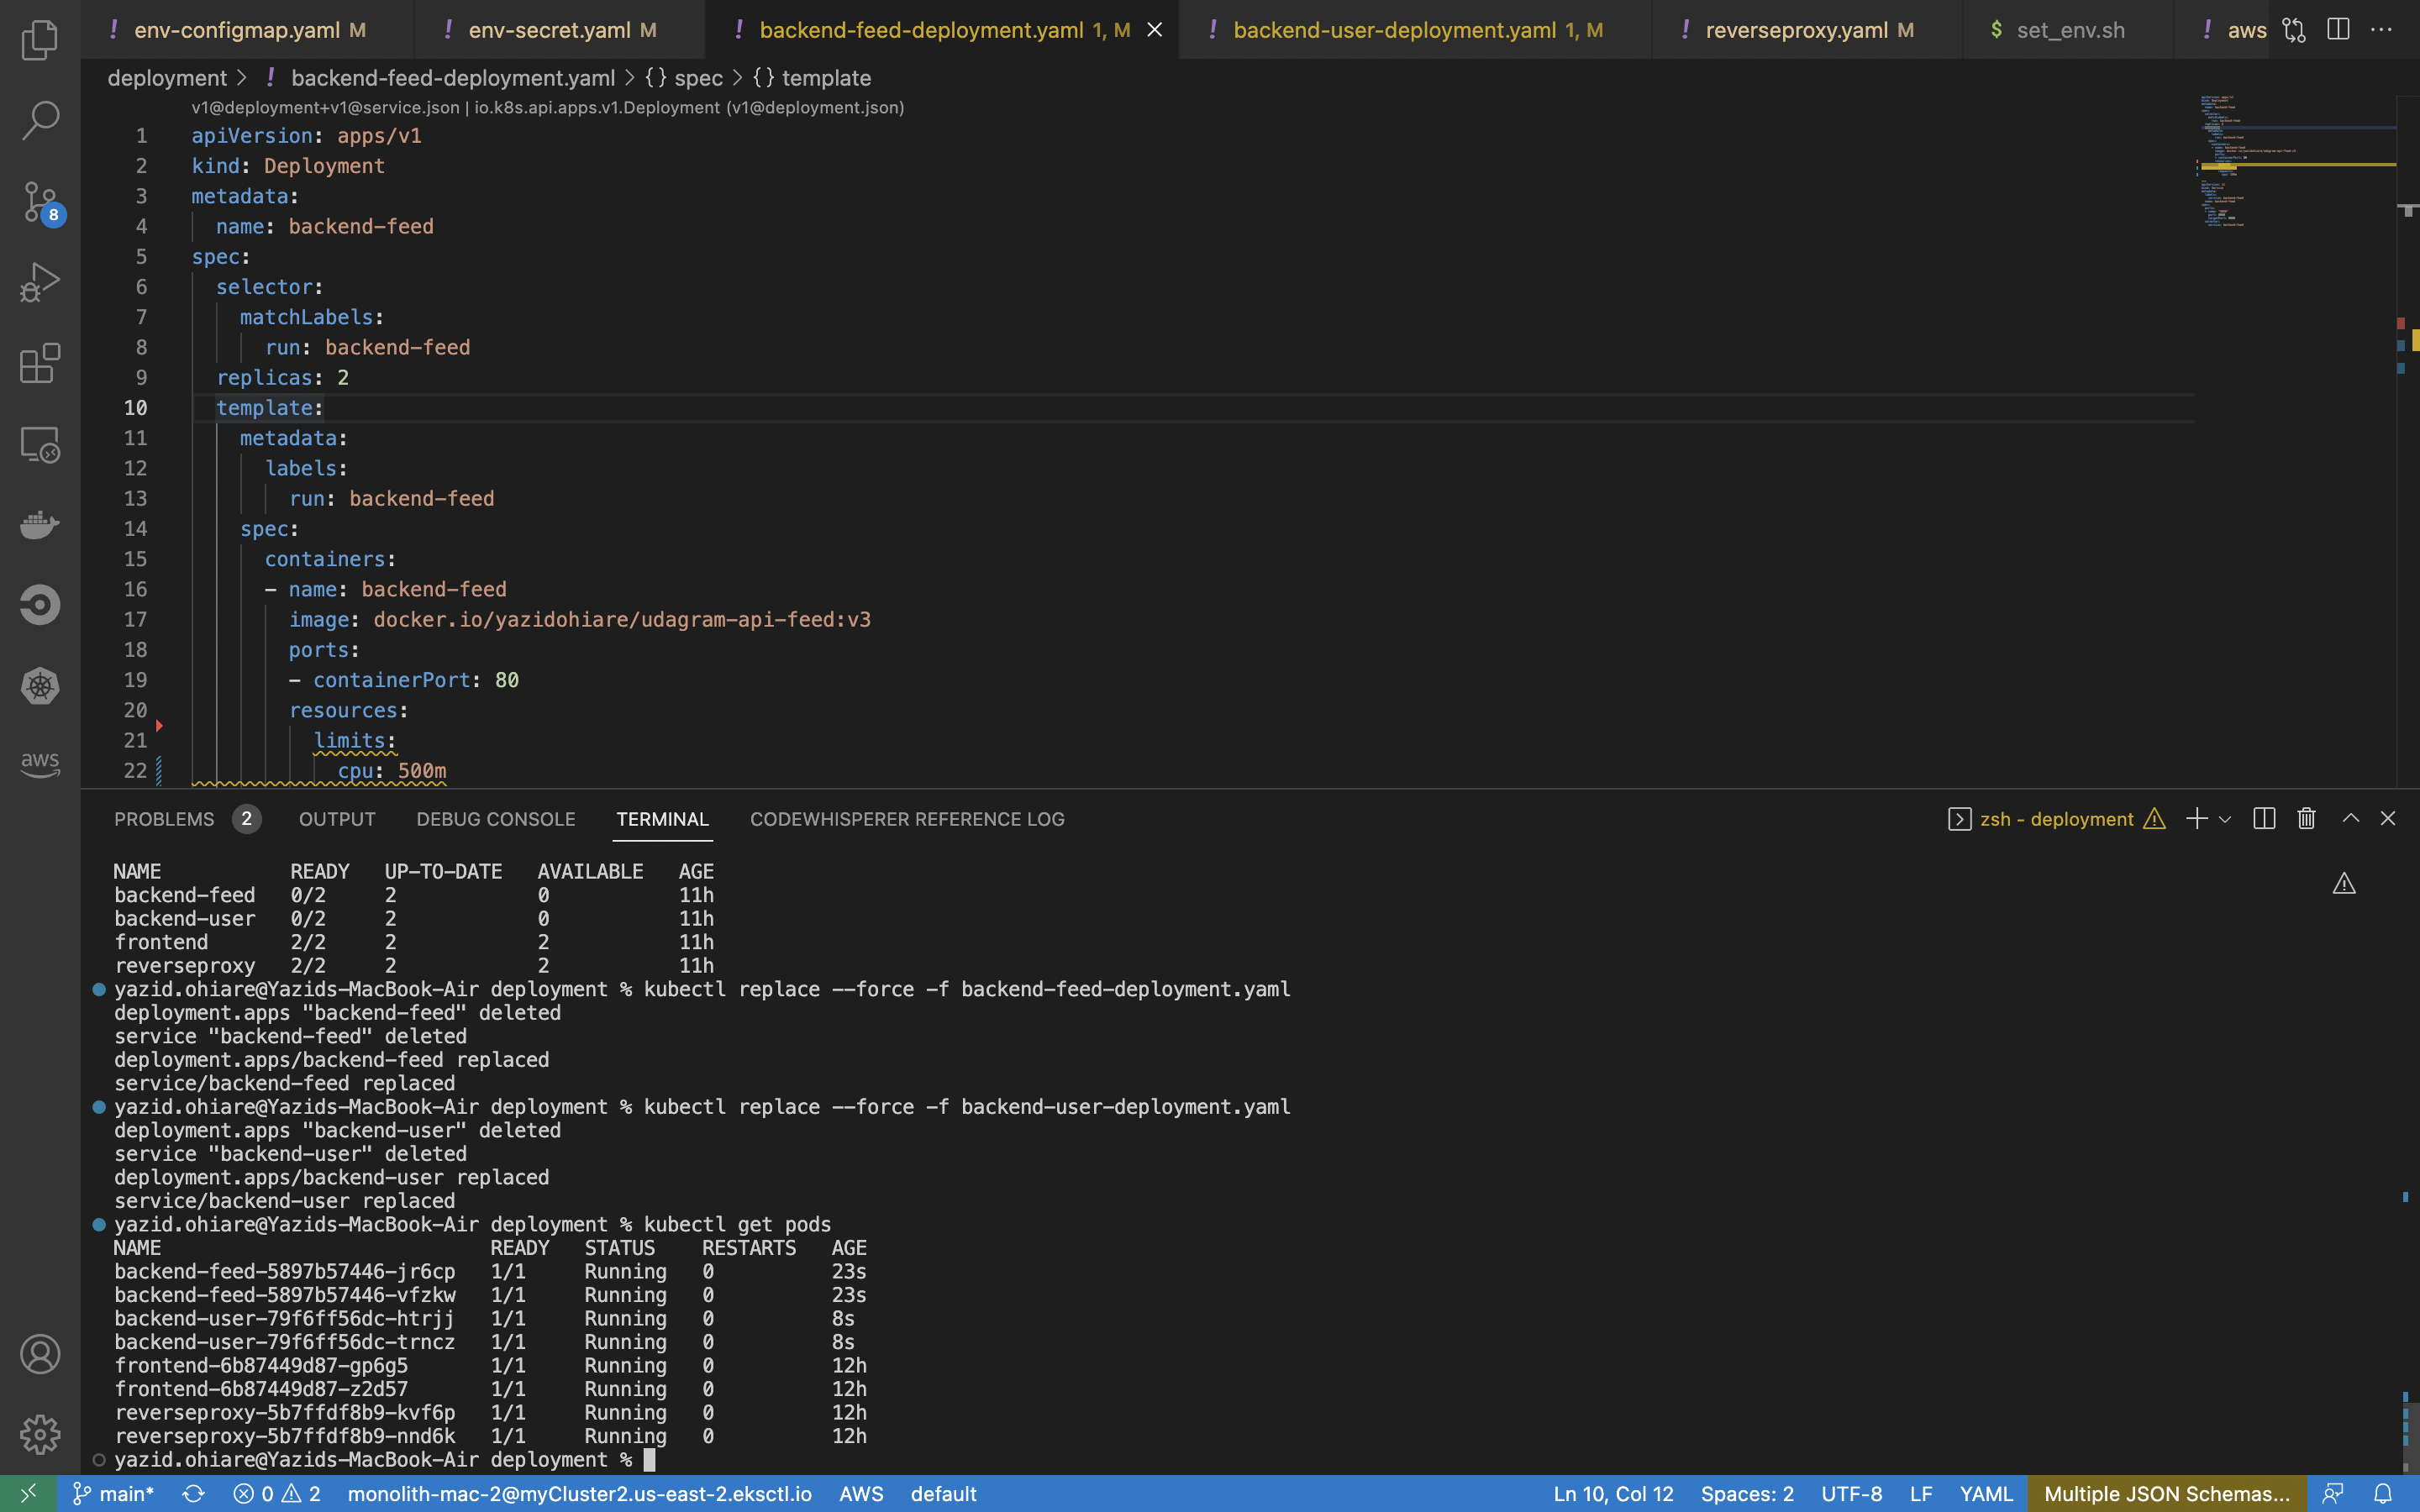 ! env-configmap.yaml M ! env-secret.yaml M ! backend-feed-deployment.yaml 1, M ! backend-user-deployment.yaml 1, M ! reverseproxy.yaml M $ set_env.sh ! aws
deployment > ! backend-feed-deployment.yaml > {} spec > {} template
v1@deployment+v1@service.json | io.k8s.api.apps.v1.Deployment (v1@deployment.json)
1 apiVersion: apps/v1
2 kind: Deployment
3 metadata:
4 name: backend-feed
5 spec:
6 selector:
7 matchLabels:
8 run: backend-feed
9 replicas: 2
10 template:
11 metadata:
12 labels:
13 run: backend-feed
14 spec:
15 containers:
16 - name: backend-feed
17 image: docker.io/yazidohiare/udagram-api-feed:v3
18 ports:
19 - containerPort: 80
20 resources:
21 limits:
22 cpu: 500m
8
aws
PROBLEMS 2 OUTPUT DEBUG CONSOLE TERMINAL CODEWHISPERER REFERENCE LOG zsh - deployment
NAME READY UP-TO-DATE AVAILABLE AGE
backend-feed 0/2 2 0 11h
backend-user 0/2 2 0 11h
frontend 2/2 2 2 11h
reverseproxy 2/2 2 2 11h
yazid.ohiare@Yazids-MacBook-Air deployment % kubectl replace --force -f backend-feed-deployment.yaml
deployment.apps "backend-feed" deleted
service "backend-feed" deleted
deployment.apps/backend-feed replaced
service/backend-feed replaced
yazid.ohiare@Yazids-MacBook-Air deployment % kubectl replace --force -f backend-user-deployment.yaml
deployment.apps "backend-user" deleted
service "backend-user" deleted
deployment.apps/backend-user replaced
service/backend-user replaced
yazid.ohiare@Yazids-MacBook-Air deployment % kubectl get pods
NAME READY STATUS RESTARTS AGE
backend-feed-5897b57446-jr6cp 1/1 Running 0 23s
backend-feed-5897b57446-vfzkw 1/1 Running 0 23s
backend-user-79f6ff56dc-htrjj 1/1 Running 0 8s
backend-user-79f6ff56dc-trncz 1/1 Running 0 8s
frontend-6b87449d87-gp6g5 1/1 Running 0 12h
frontend-6b87449d87-z2d57 1/1 Running 0 12h
reverseproxy-5b7ffdf8b9-kvf6p 1/1 Running 0 12h
reverseproxy-5b7ffdf8b9-nnd6k 1/1 Running 0 12h
yazid.ohiare@Yazids-MacBook-Air deployment %
main* 0 2 monolith-mac-2@myCluster2.us-east-2.eksctl.io AWS default Ln 10, Col 12 Spaces: 2 UTF-8 LF YAML Multiple JSON Schemas...